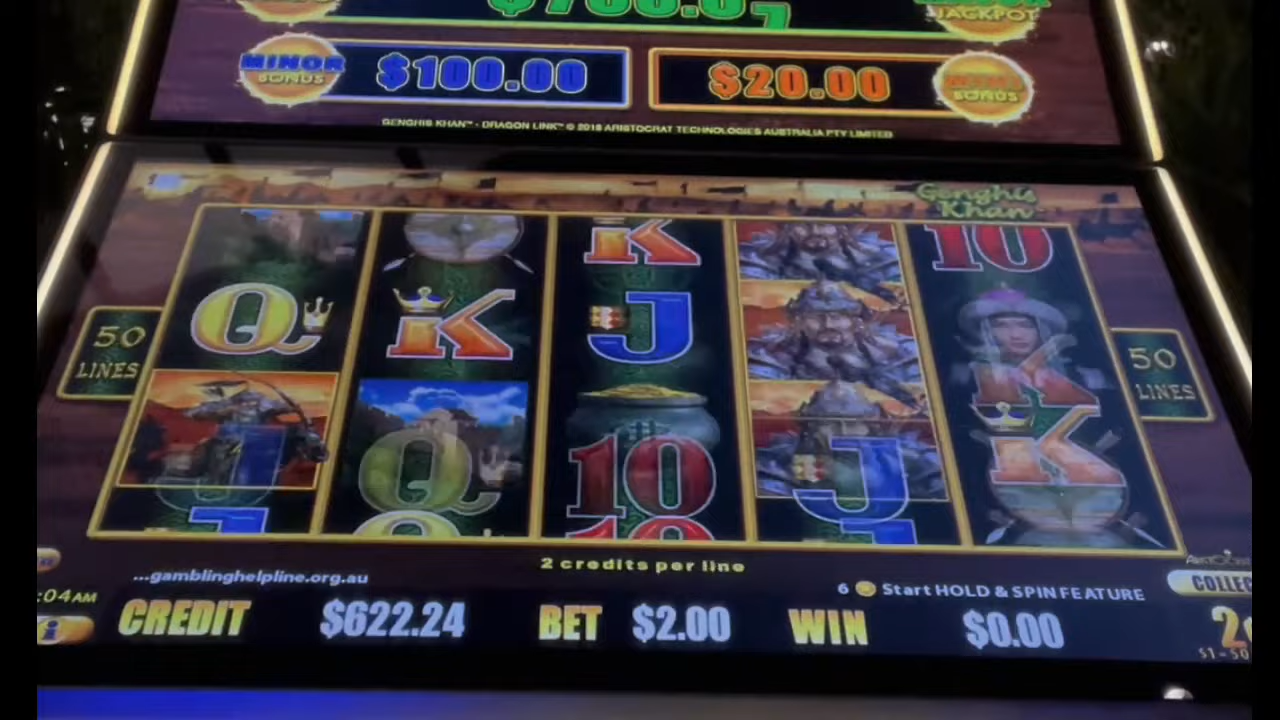 JACKPOT
MINOR
BONUS
$100.00
$20.00
BONUS
GENGHIS KHAN™ - DRAGON LINK™ © 2018 ARISTOCRAT TECHNOLOGIES AUSTRALIA PTY LIMITED
Genghis
Khan
K
10
Q
K
J
K
50
LINES
50
LINES
J
Q
10
J
K
2 credits per line
...gamblinghelpline.org.au
6 Start HOLD & SPIN FEATURE
:04AM
CREDIT $622.24 BET $2.00 WIN $0.00